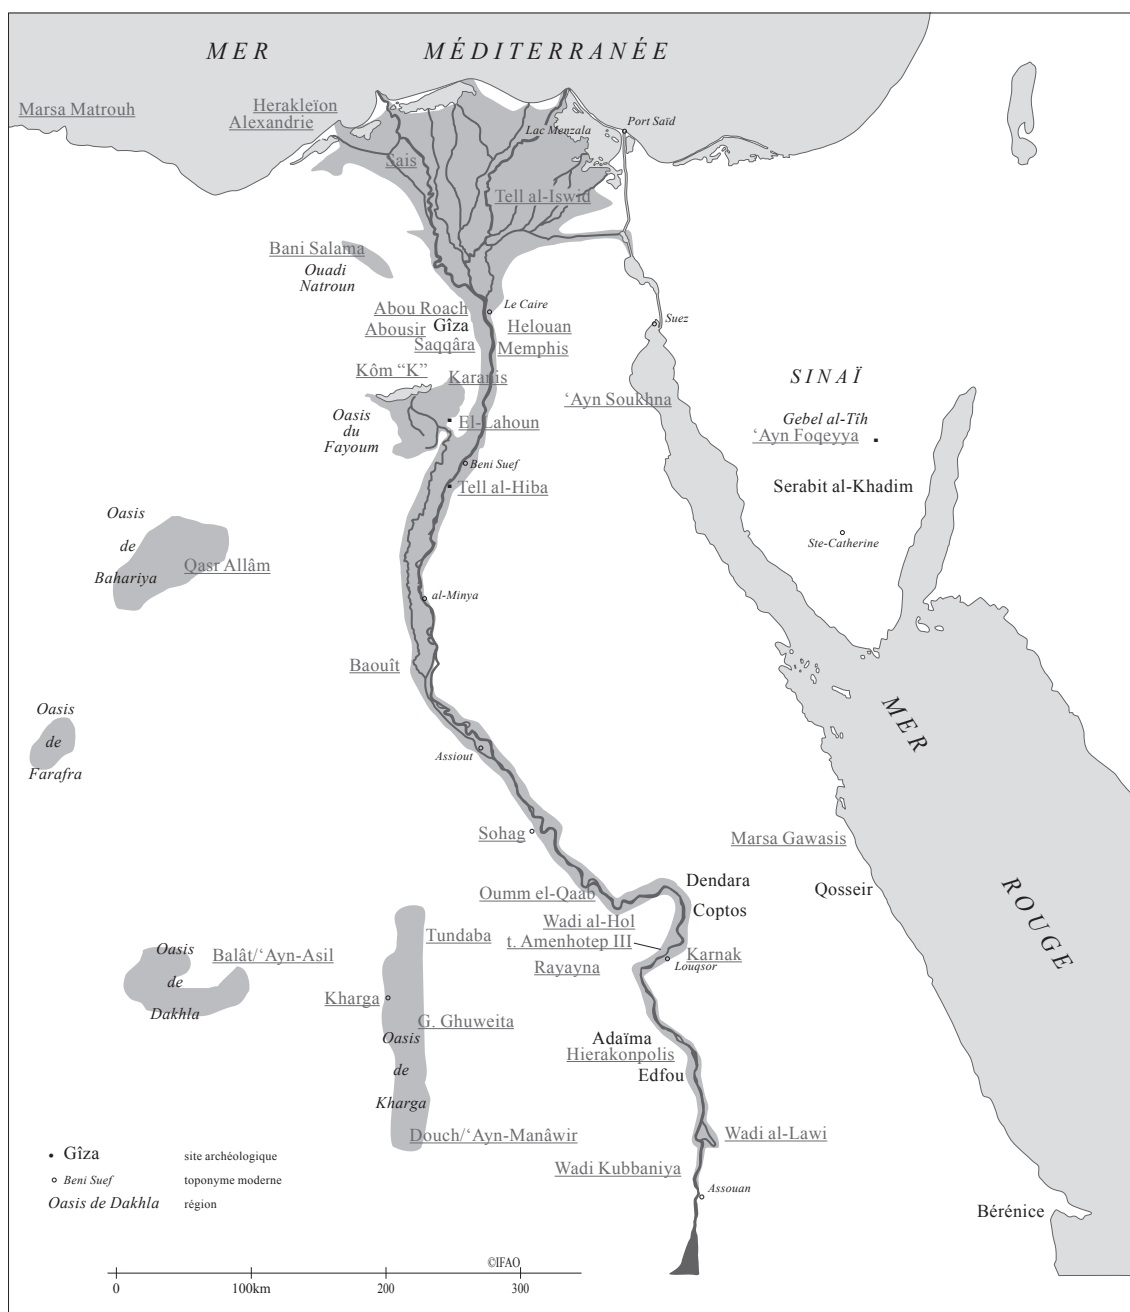 MER MÉDITERRANÉE
Marsa Matrouh
Herakleïon
Alexandrie
Lac Menzala
Port Saïd
Sais
Tell al-Iswid
Bani Salama
Ouadi
Natroun
Abou Roach
Le Caire
Abousir
Gîza
Helouan
Saqqâra
Memphis
Suez
Kôm “K”
Karanis
SINAÏ
‘Ayn Soukhna
Oasis
du
Fayoum
El-Lahoun
Gebel al-Tîh
‘Ayn Foqeyya
Beni Suef
Tell al-Hiba
Serabit al-Khadim
Oasis
de
Bahariya
Qasr Allâm
Ste-Catherine
al-Minya
Baouît
Oasis
de
Farafra
MER
ROUGE
Assiout
Sohag
Marsa Gawasis
Oumm el-Qaab
Dendara
Qosseir
Coptos
Wadi al-Hol
t. Amenhotep III
Karnak
Louqsor
Rayayna
Tundaba
Oasis
de
Dakhla
Balât/‘Ayn-Asil
Kharga
G. Ghuweita
Oasis
de
Kharga
Adaïma
Hierakonpolis
Edfou
Douch/‘Ayn-Manâwir
Wadi al-Lawi
Wadi Kubbaniya
Assouan
Bérénice
Gîza site archéologique
Beni Suef toponyme moderne
Oasis de Dakhla région
©IFAO
0 100km 200 300